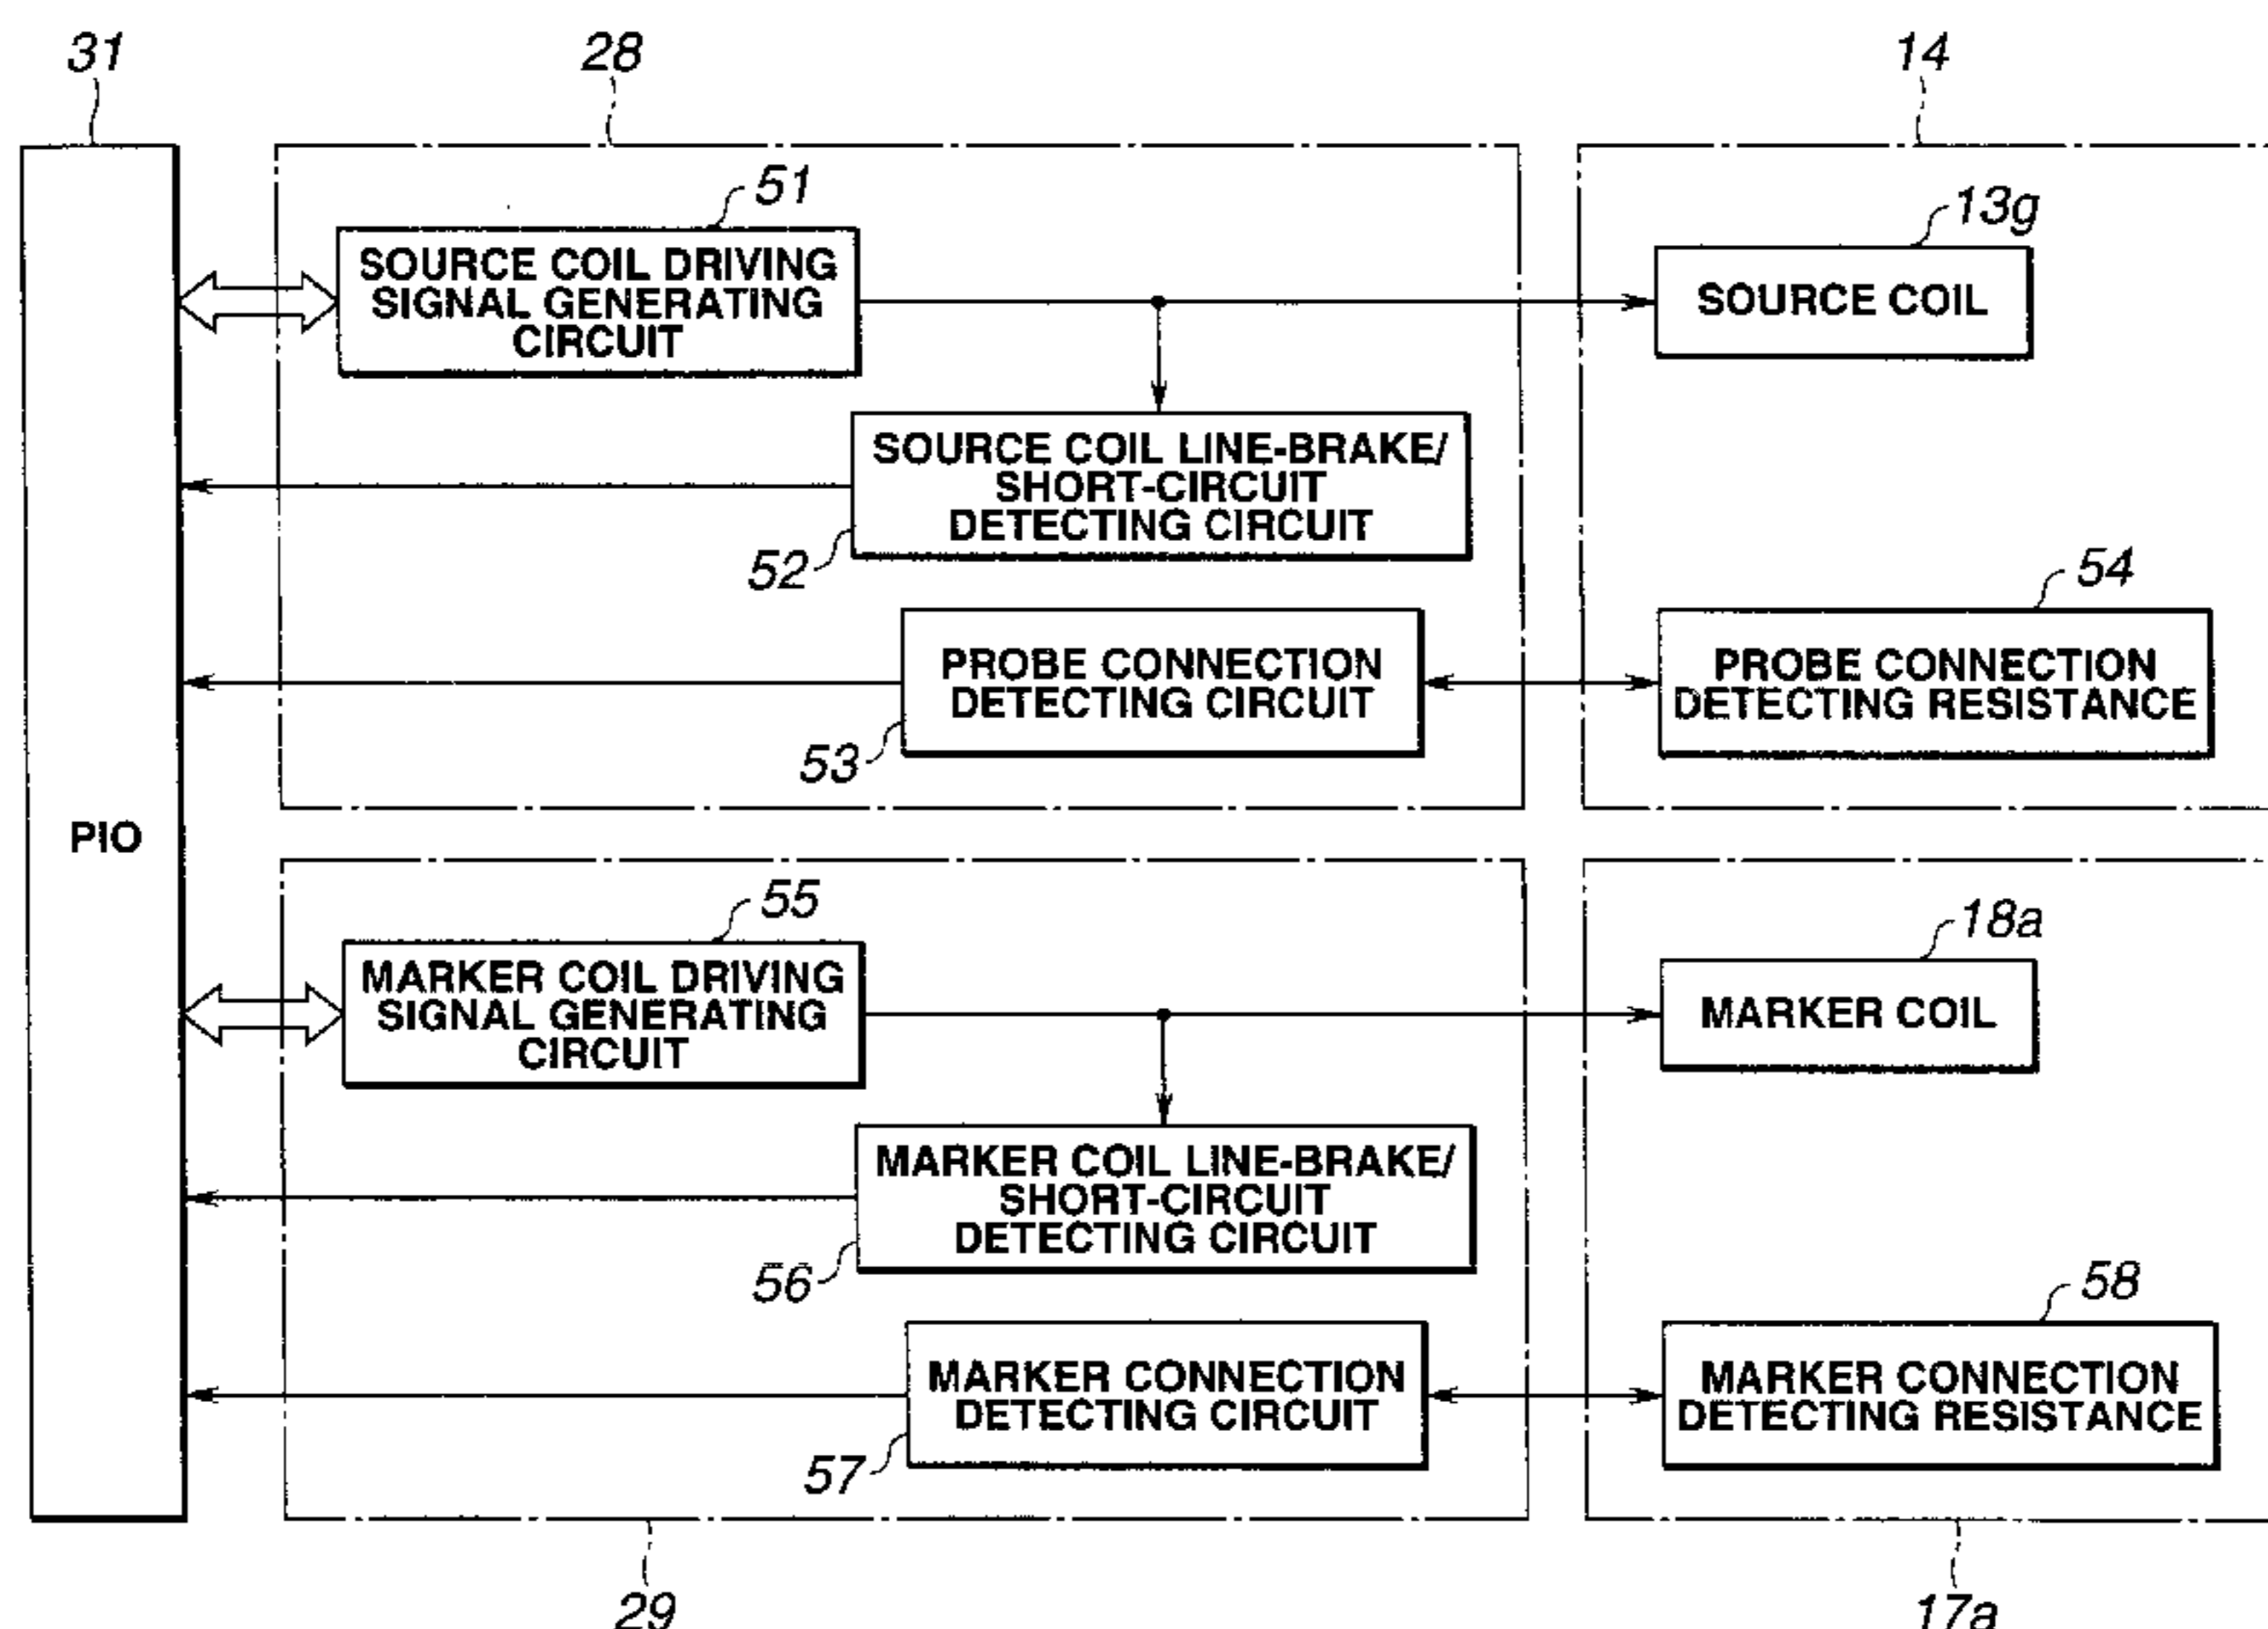 31
28
14
51
13g
SOURCE COIL DRIVING
SIGNAL GENERATING
CIRCUIT
SOURCE COIL
SOURCE COIL LINE-BRAKE/
SHORT-CIRCUIT
DETECTING CIRCUIT
52
54
PROBE CONNECTION
DETECTING CIRCUIT
PROBE CONNECTION
DETECTING RESISTANCE
53
PIO
55
18a
MARKER COIL DRIVING
SIGNAL GENERATING
CIRCUIT
MARKER COIL
MARKER COIL LINE-BRAKE/
SHORT-CIRCUIT
DETECTING CIRCUIT
56
58
MARKER CONNECTION
DETECTING CIRCUIT
MARKER CONNECTION
DETECTING RESISTANCE
57
29
17a